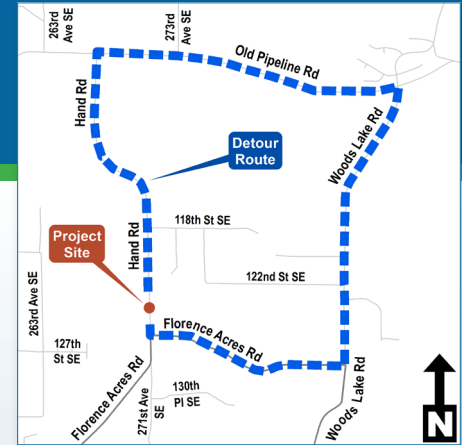 263rd
Ave SE
273rd
Ave SE
Old Pipeline Rd
Hand Rd
Woods Lake Rd
Detour
Route
118th St SE
Project
Site
Hand Rd
122nd St SE
263rd Ave SE
Florence Acres Rd
127th
St SE
Florence Acres Rd
130th
Pl SE
271st Ave
SE
Woods Lake Rd
N